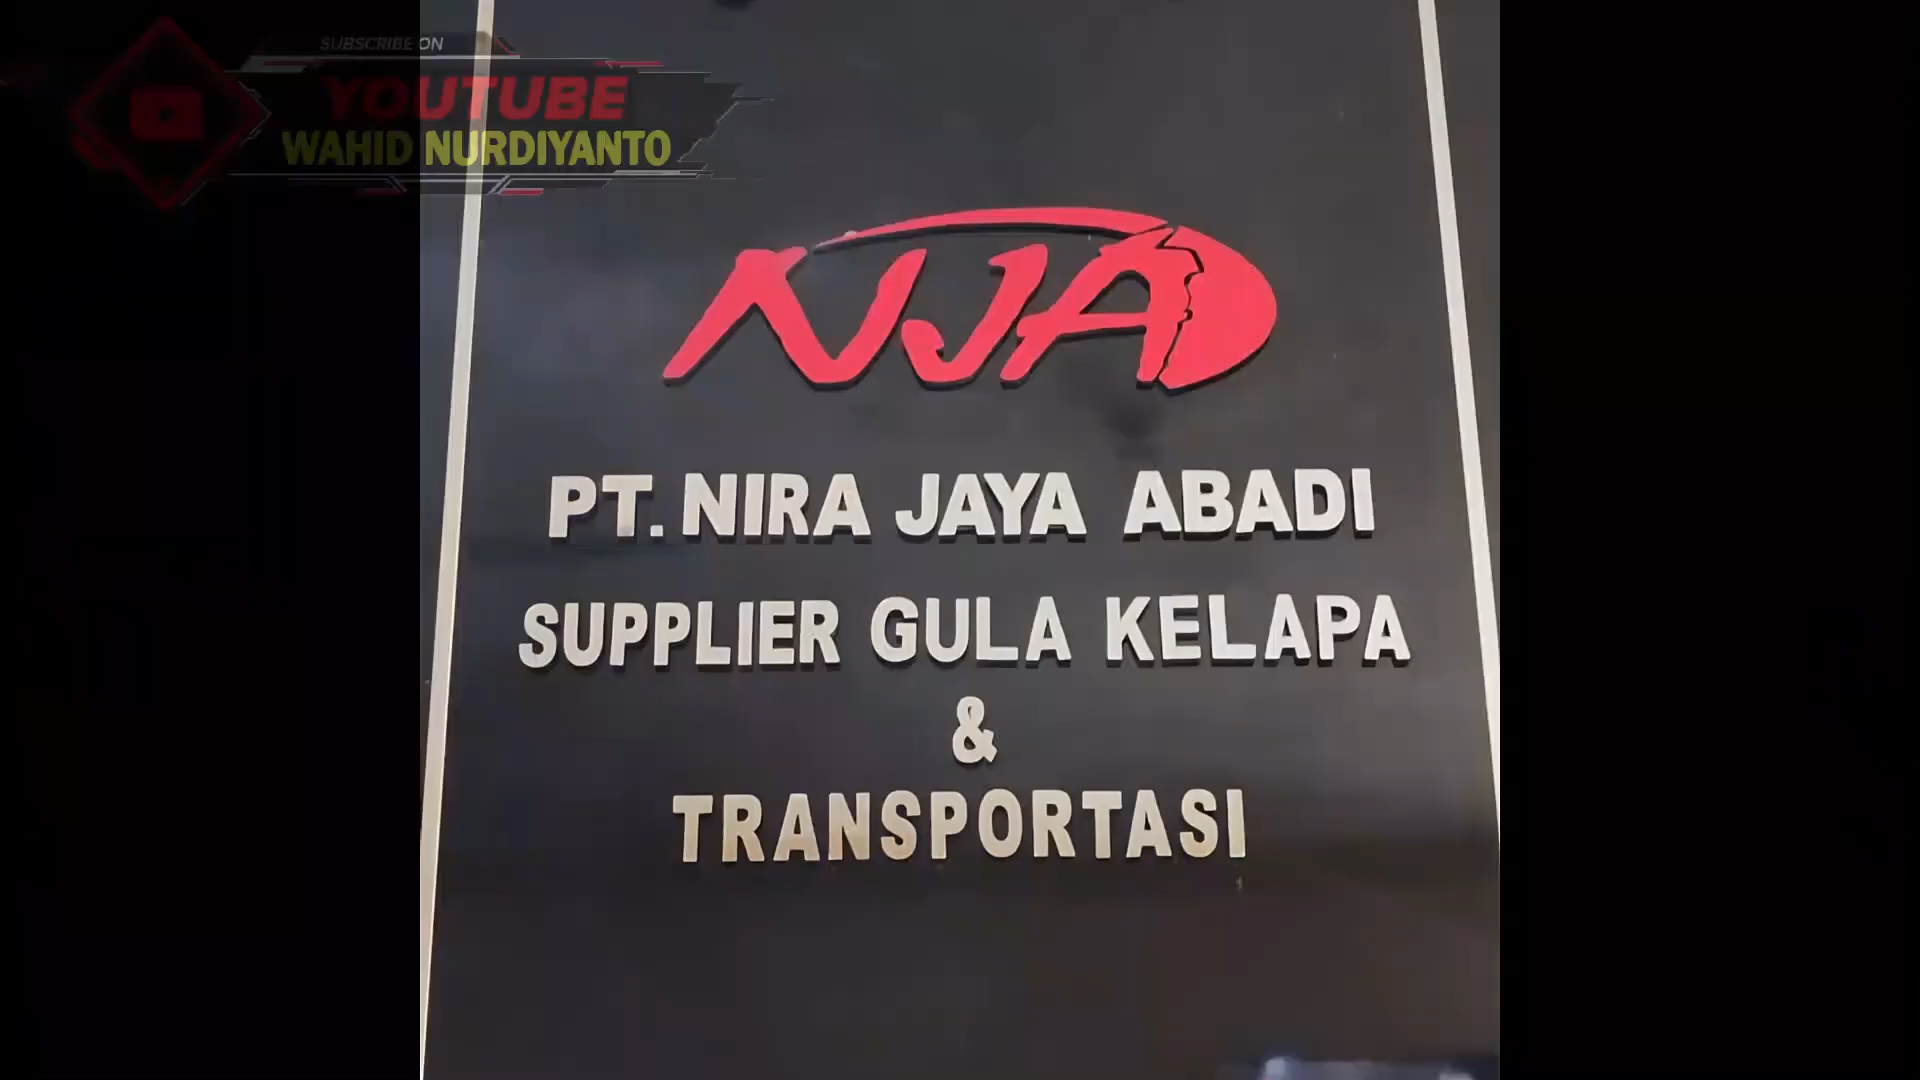 SUBSCRIBE ON
YOUTUBE
WAHID NURDIYANTO
NJA
PT. NIRA JAYA ABADI
SUPPLIER GULA KELAPA
&
TRANSPORTASI